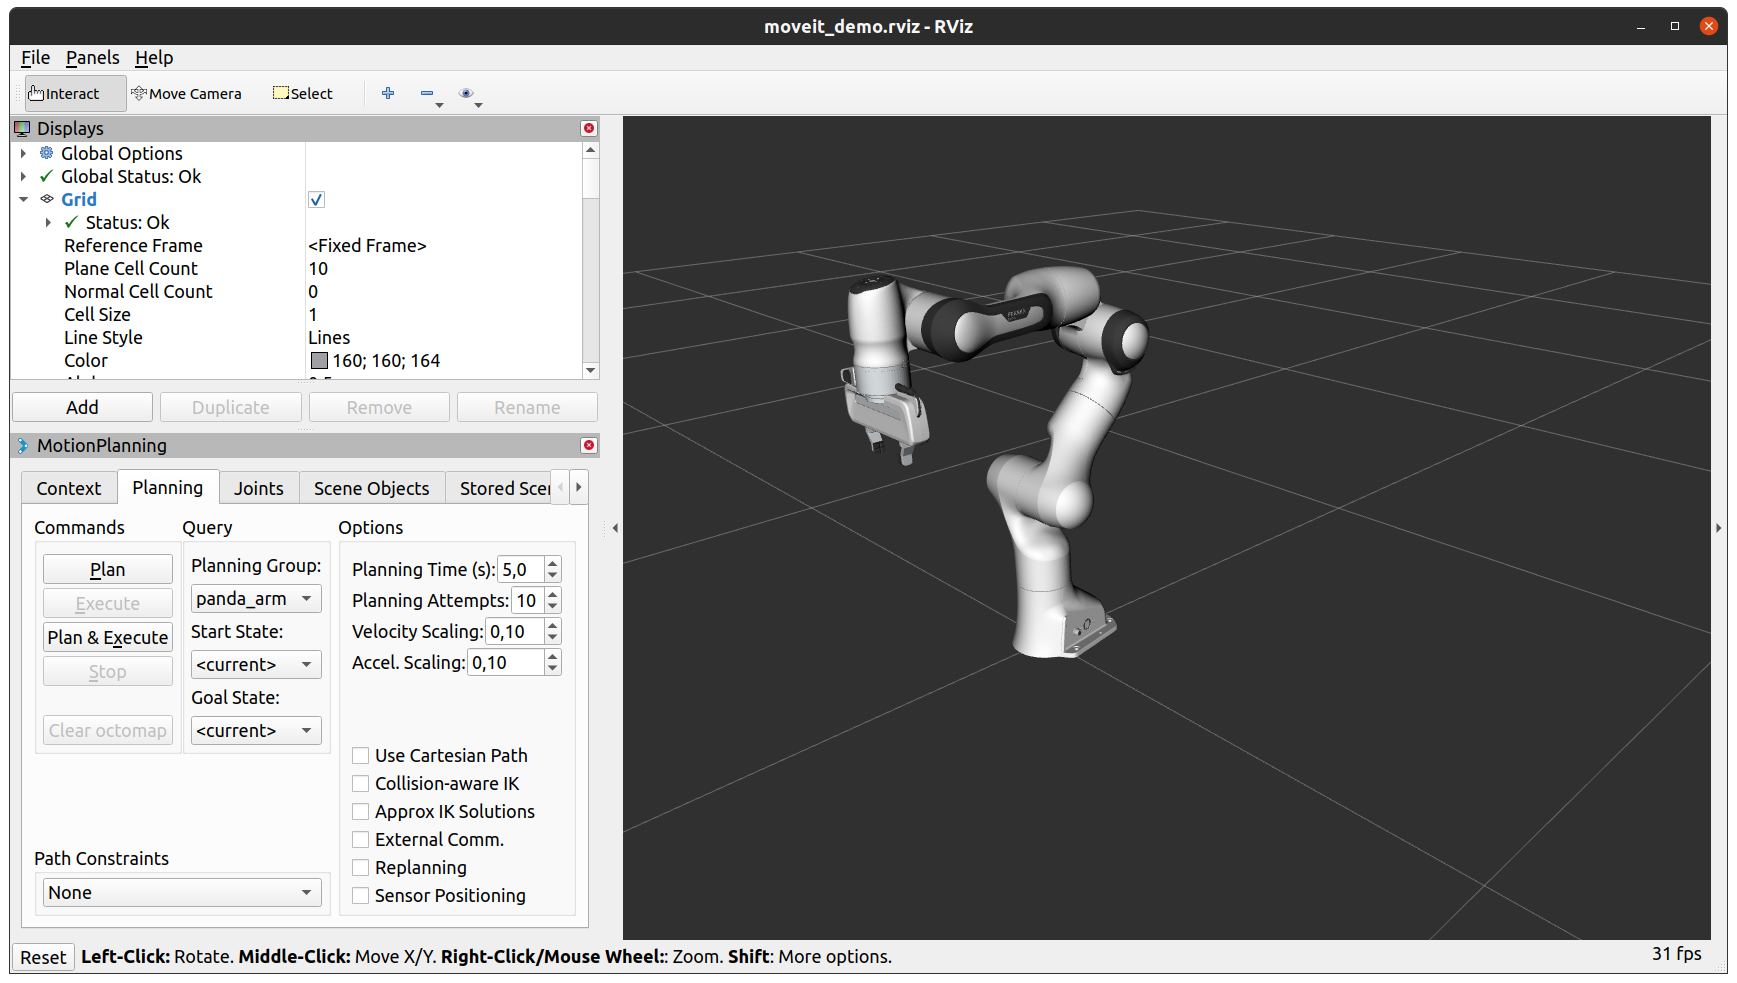 moveit_demo.rviz - RViz
File Panels Help
Interact Move Camera Select
Displays
Global Options
Global Status: Ok
Grid
Status: Ok
Reference Frame <Fixed Frame>
Plane Cell Count 10
Normal Cell Count 0
Cell Size 1
Line Style Lines
Color 160; 160; 164
Add Duplicate Remove Rename
MotionPlanning
Context Planning Joints Scene Objects Stored Scen
Commands Query Options
Plan
Execute
Plan & Execute
Stop
Clear octomap
Planning Group:
panda_arm
Start State:
<current>
Goal State:
<current>
Planning Time (s): 5,0
Planning Attempts: 10
Velocity Scaling: 0,10
Accel. Scaling: 0,10
Use Cartesian Path
Collision-aware IK
Approx IK Solutions
External Comm.
Replanning
Sensor Positioning
Path Constraints
None
FRANKA
Reset Left-Click: Rotate. Middle-Click: Move X/Y. Right-Click/Mouse Wheel:: Zoom. Shift: More options. 31 fps